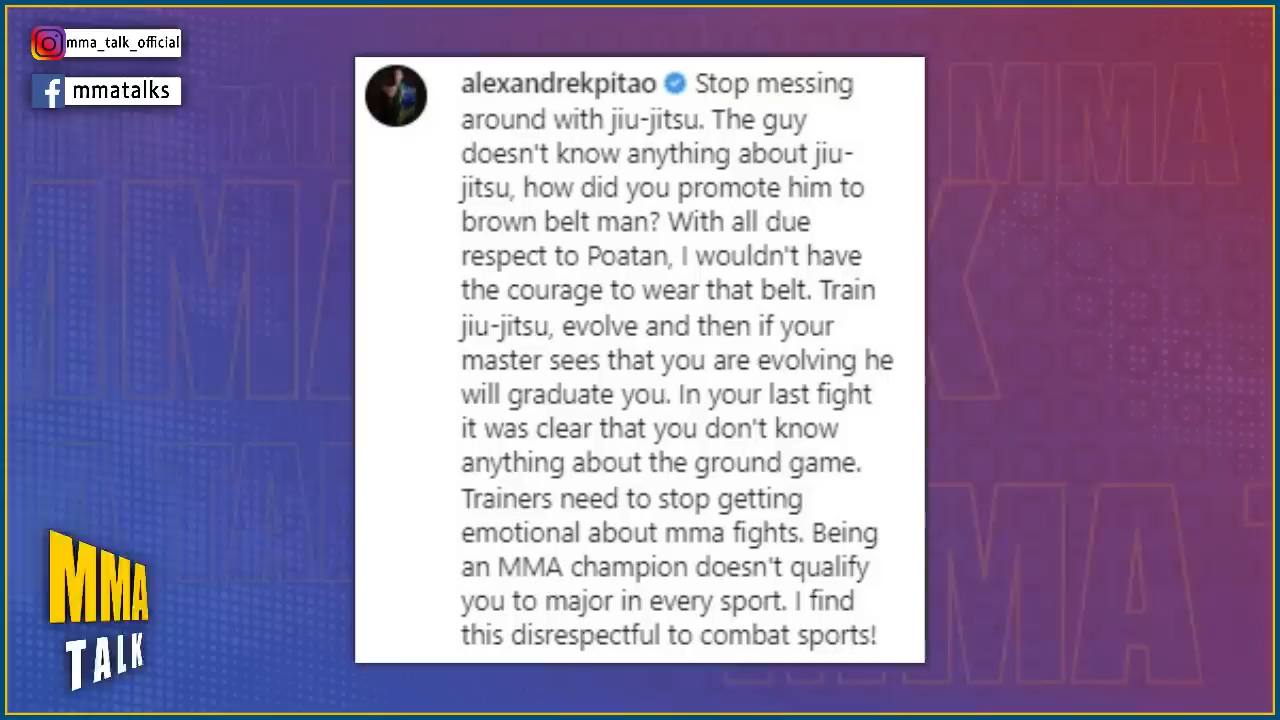 mma_talk_official
mmatalks
alexandrekpitao Stop messing
around with jiu-jitsu. The guy
doesn't know anything about jiu-
jitsu, how did you promote him to
brown belt man? With all due
respect to Poatan, I wouldn't have
the courage to wear that belt. Train
jiu-jitsu, evolve and then if your
master sees that you are evolving he
will graduate you. In your last fight
it was clear that you don't know
anything about the ground game.
Trainers need to stop getting
emotional about mma fights. Being
an MMA champion doesn't qualify
you to major in every sport. I find
this disrespectful to combat sports!
MMA
TALK